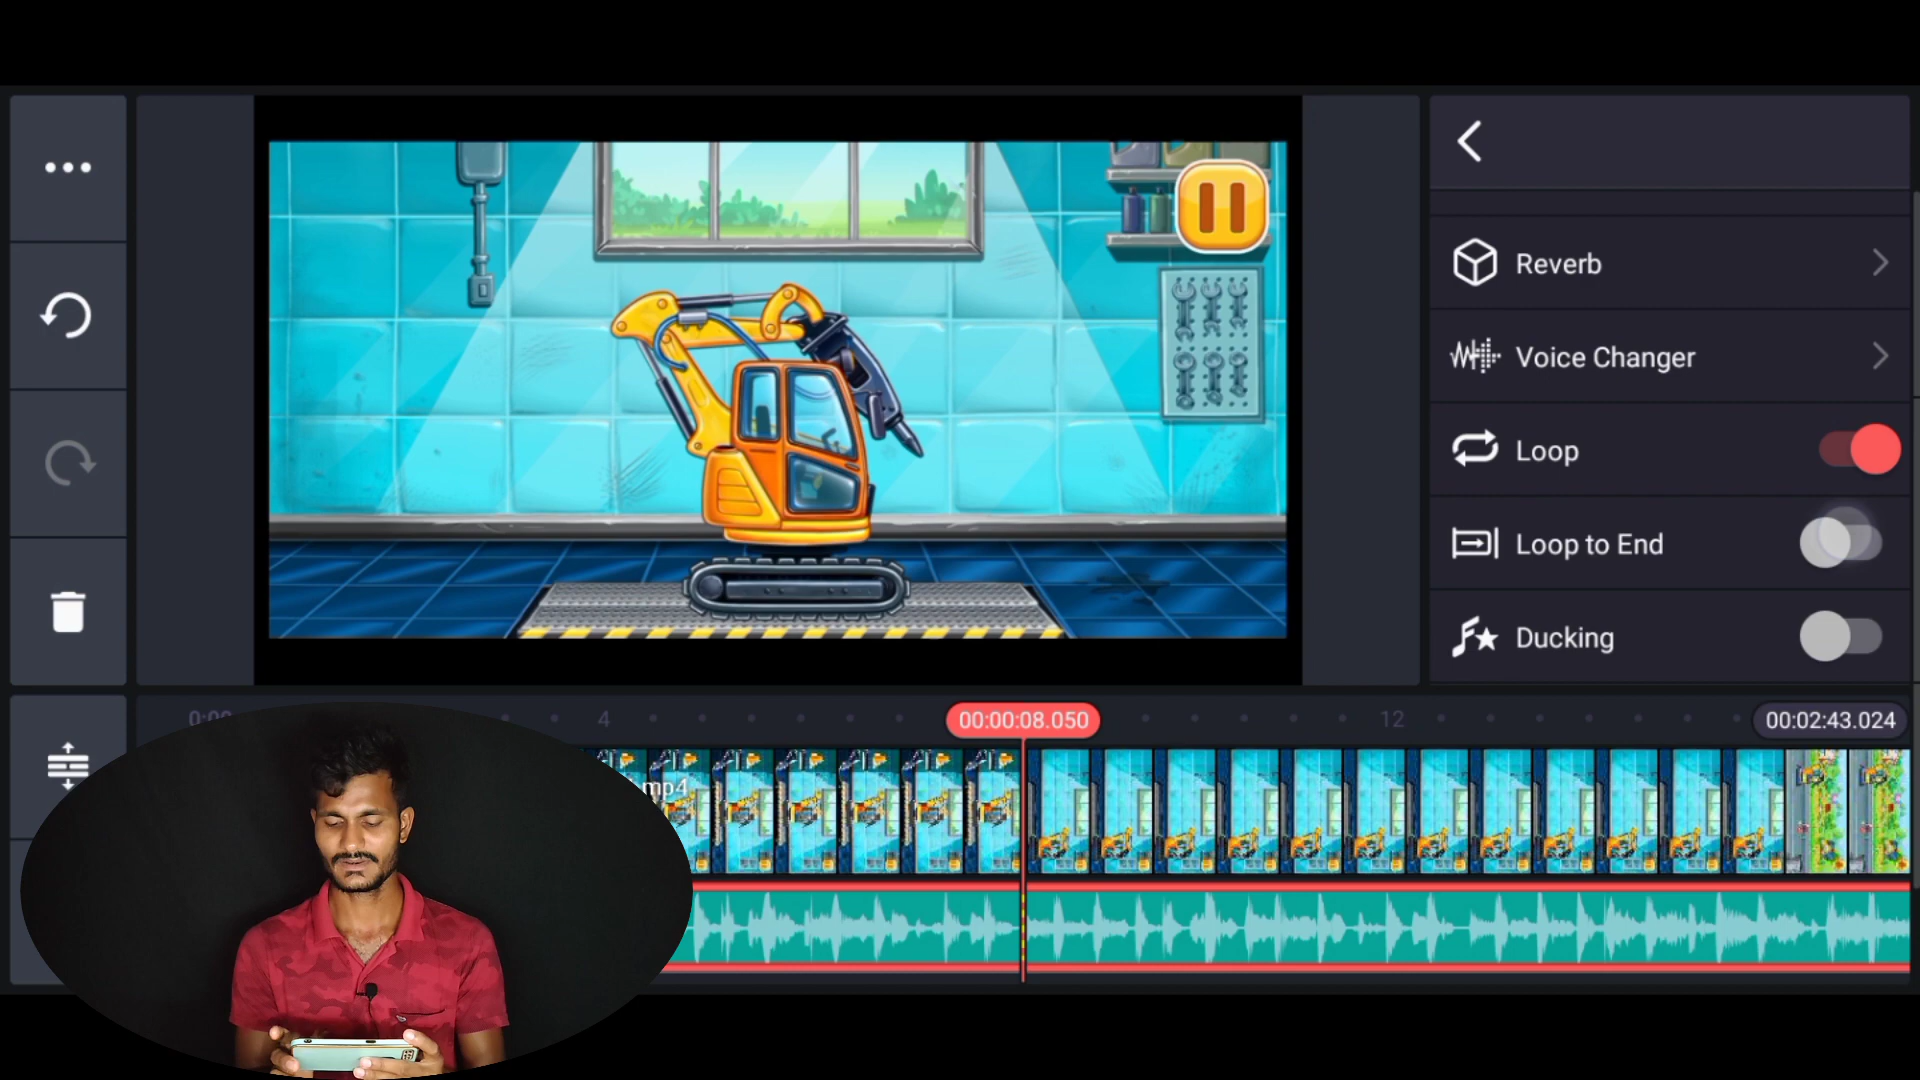 Reverb
Voice Changer
Loop
Loop to End
Ducking
4
00:00:08.050
12
00:02:43.024
mp4